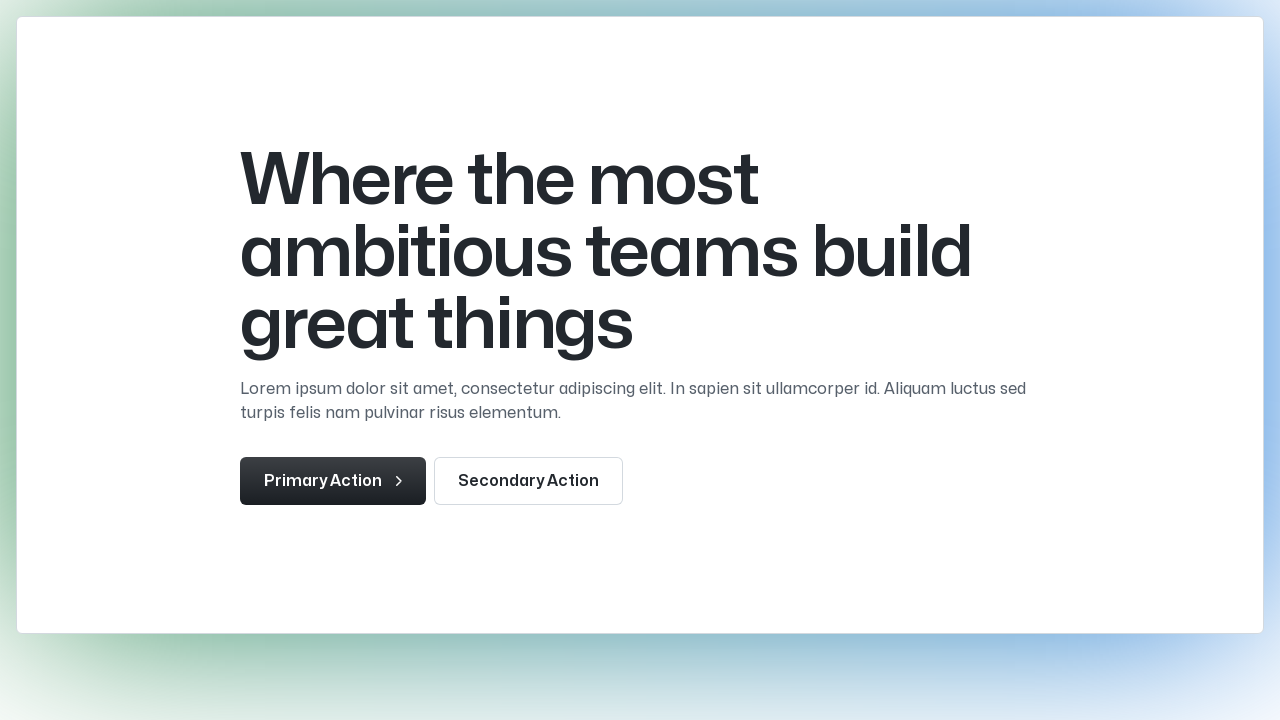 Where the most
ambitious teams build
great things
Lorem ipsum dolor sit amet, consectetur adipiscing elit. In sapien sit ullamcorper id. Aliquam luctus sed
turpis felis nam pulvinar risus elementum.
Primary Action
Secondary Action